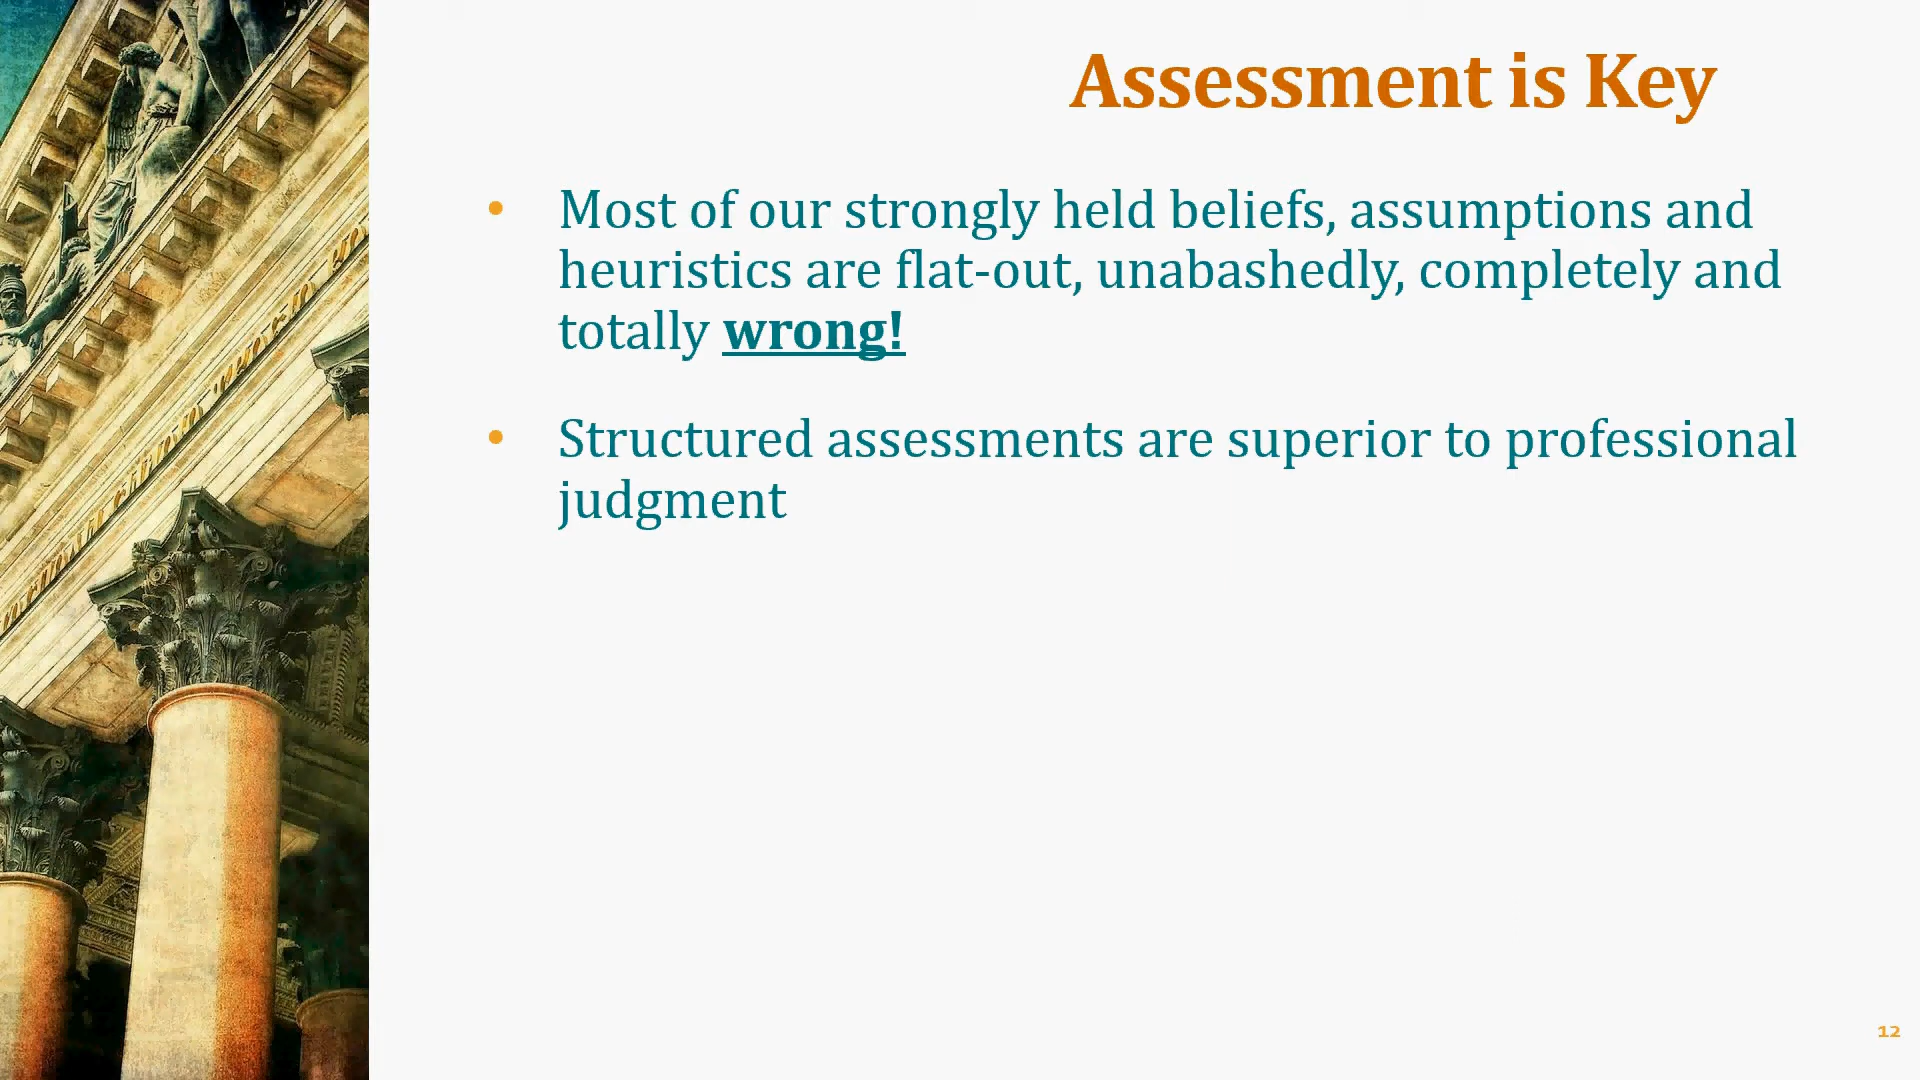 Assessment is Key
• Most of our strongly held beliefs, assumptions and
heuristics are flat-out, unabashedly, completely and
totally wrong!
• Structured assessments are superior to professional
judgment
12